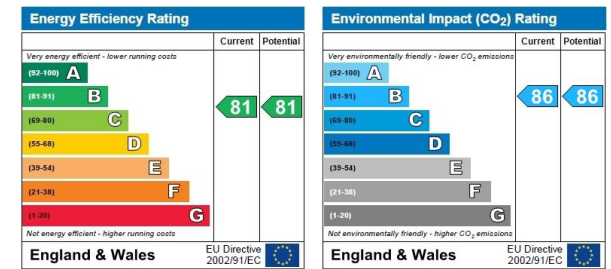 Energy Efficiency Rating
Current Potential
Very energy efficient - lower running costs
(92-100) A
(81-91) B
(69-80) C
(55-68) D
(39-54) E
(21-38) F
(1-20) G
81 81
Not energy efficient - higher running costs
England & Wales
EU Directive
2002/91/EC
Environmental Impact (CO2) Rating
Current Potential
Very environmentally friendly - lower CO2 emissions
(92-100) A
(81-91) B
(69-80) C
(55-68) D
(39-54) E
(21-38) F
(1-20) G
86 86
Not environmentally friendly - higher CO2 emissions
England & Wales
EU Directive
2002/91/EC